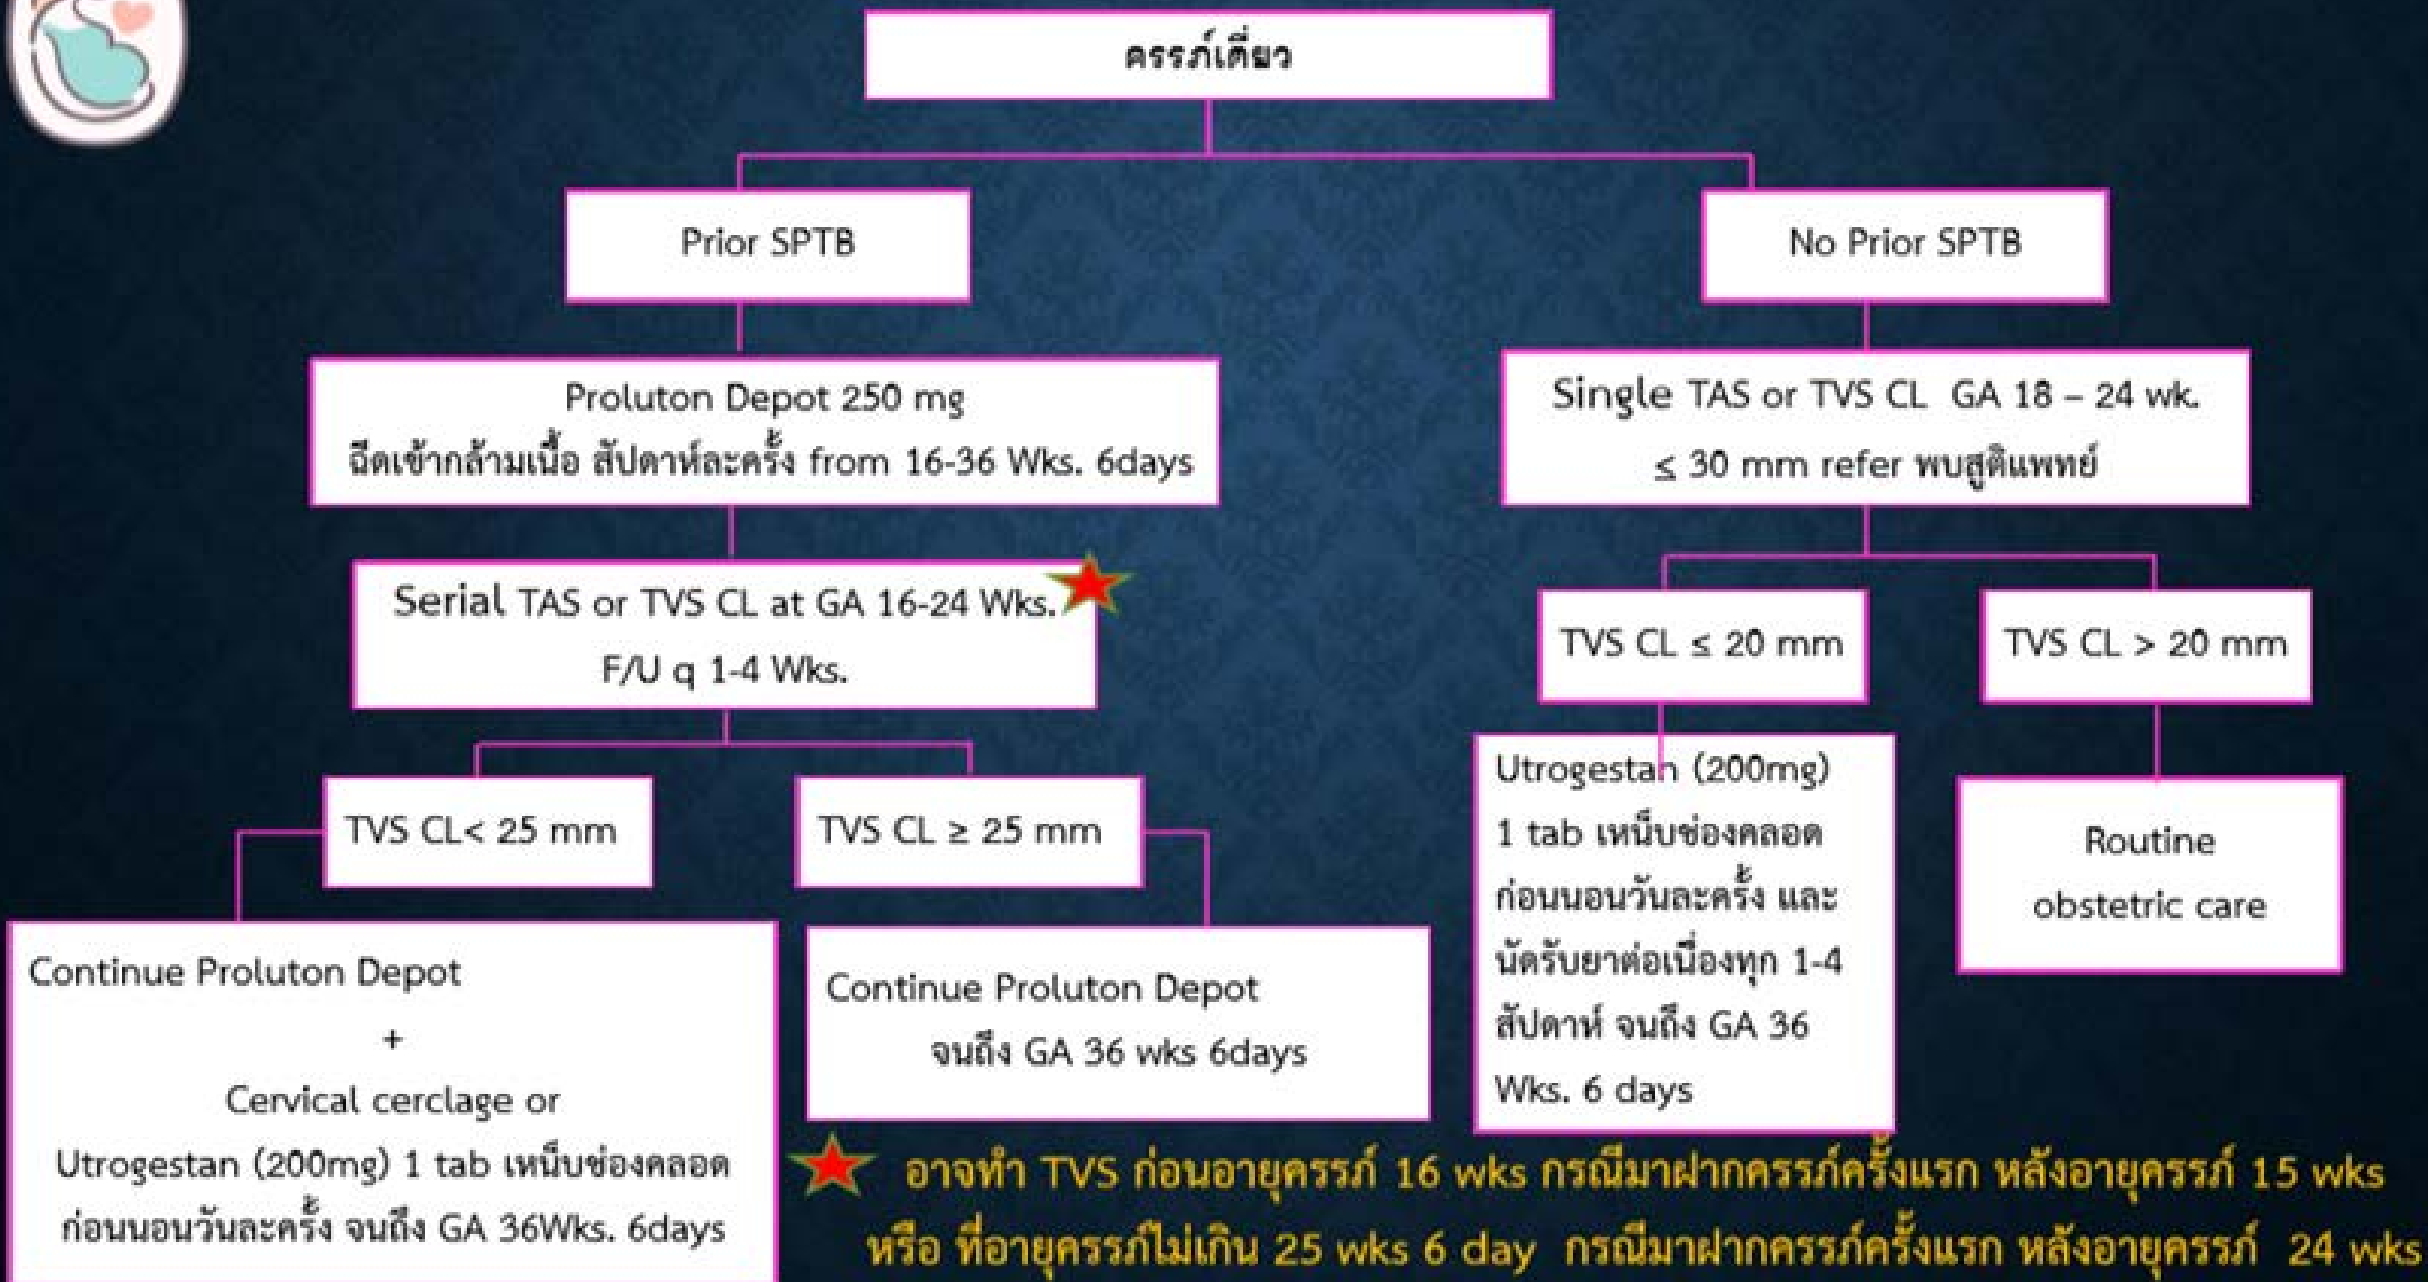 ครรภ์เดี่ยว
Prior SPTB
No Prior SPTB
Proluton Depot 250 mg
ฉีดเข้ากล้ามเนื้อ สัปดาห์ละครั้ง from 16-36 Wks. 6days
Single TAS or TVS CL GA 18 – 24 wk.
≤ 30 mm refer พบสูติแพทย์
Serial TAS or TVS CL at GA 16-24 Wks.
F/U q 1-4 Wks.
TVS CL ≤ 20 mm
TVS CL > 20 mm
TVS CL< 25 mm
TVS CL ≥ 25 mm
Utrogestan (200mg)
1 tab เหน็บช่องคลอด
ก่อนนอนวันละครั้ง และ
นัดรับยาต่อเนื่องทุก 1-4
สัปดาห์ จนถึง GA 36
Wks. 6 days
Routine
obstetric care
Continue Proluton Depot
+
Cervical cerclage or
Utrogestan (200mg) 1 tab เหน็บช่องคลอด
ก่อนนอนวันละครั้ง จนถึง GA 36Wks. 6days
Continue Proluton Depot
จนถึง GA 36 wks 6days
อาจทำ TVS ก่อนอายุครรภ์ 16 wks กรณีมาฝากครรภ์ครั้งแรก หลังอายุครรภ์ 15 wks
หรือ ที่อายุครรภ์ไม่เกิน 25 wks 6 day กรณีมาฝากครรภ์ครั้งแรก หลังอายุครรภ์ 24 wks